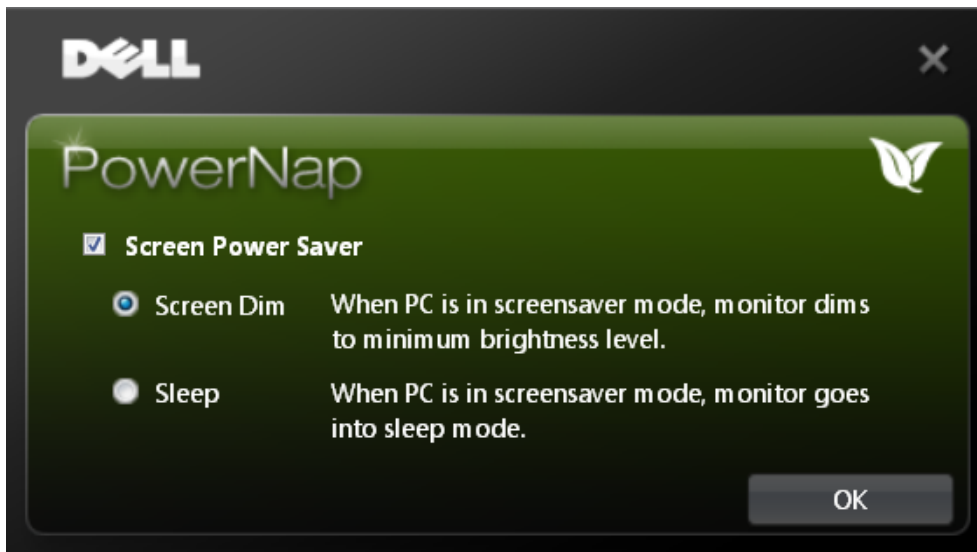 DELL
PowerNap
Screen Power Saver
Screen Dim When PC is in screensaver mode, monitor dims
to minimum brightness level.
Sleep When PC is in screensaver mode, monitor goes
into sleep mode.
OK